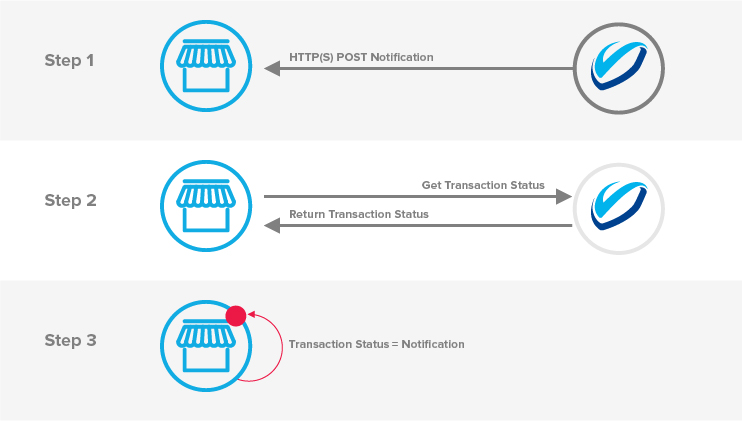 Step 1
HTTP(S) POST Notification
Step 2
Get Transaction Status
Return Transaction Status
Step 3
Transaction Status = Notification